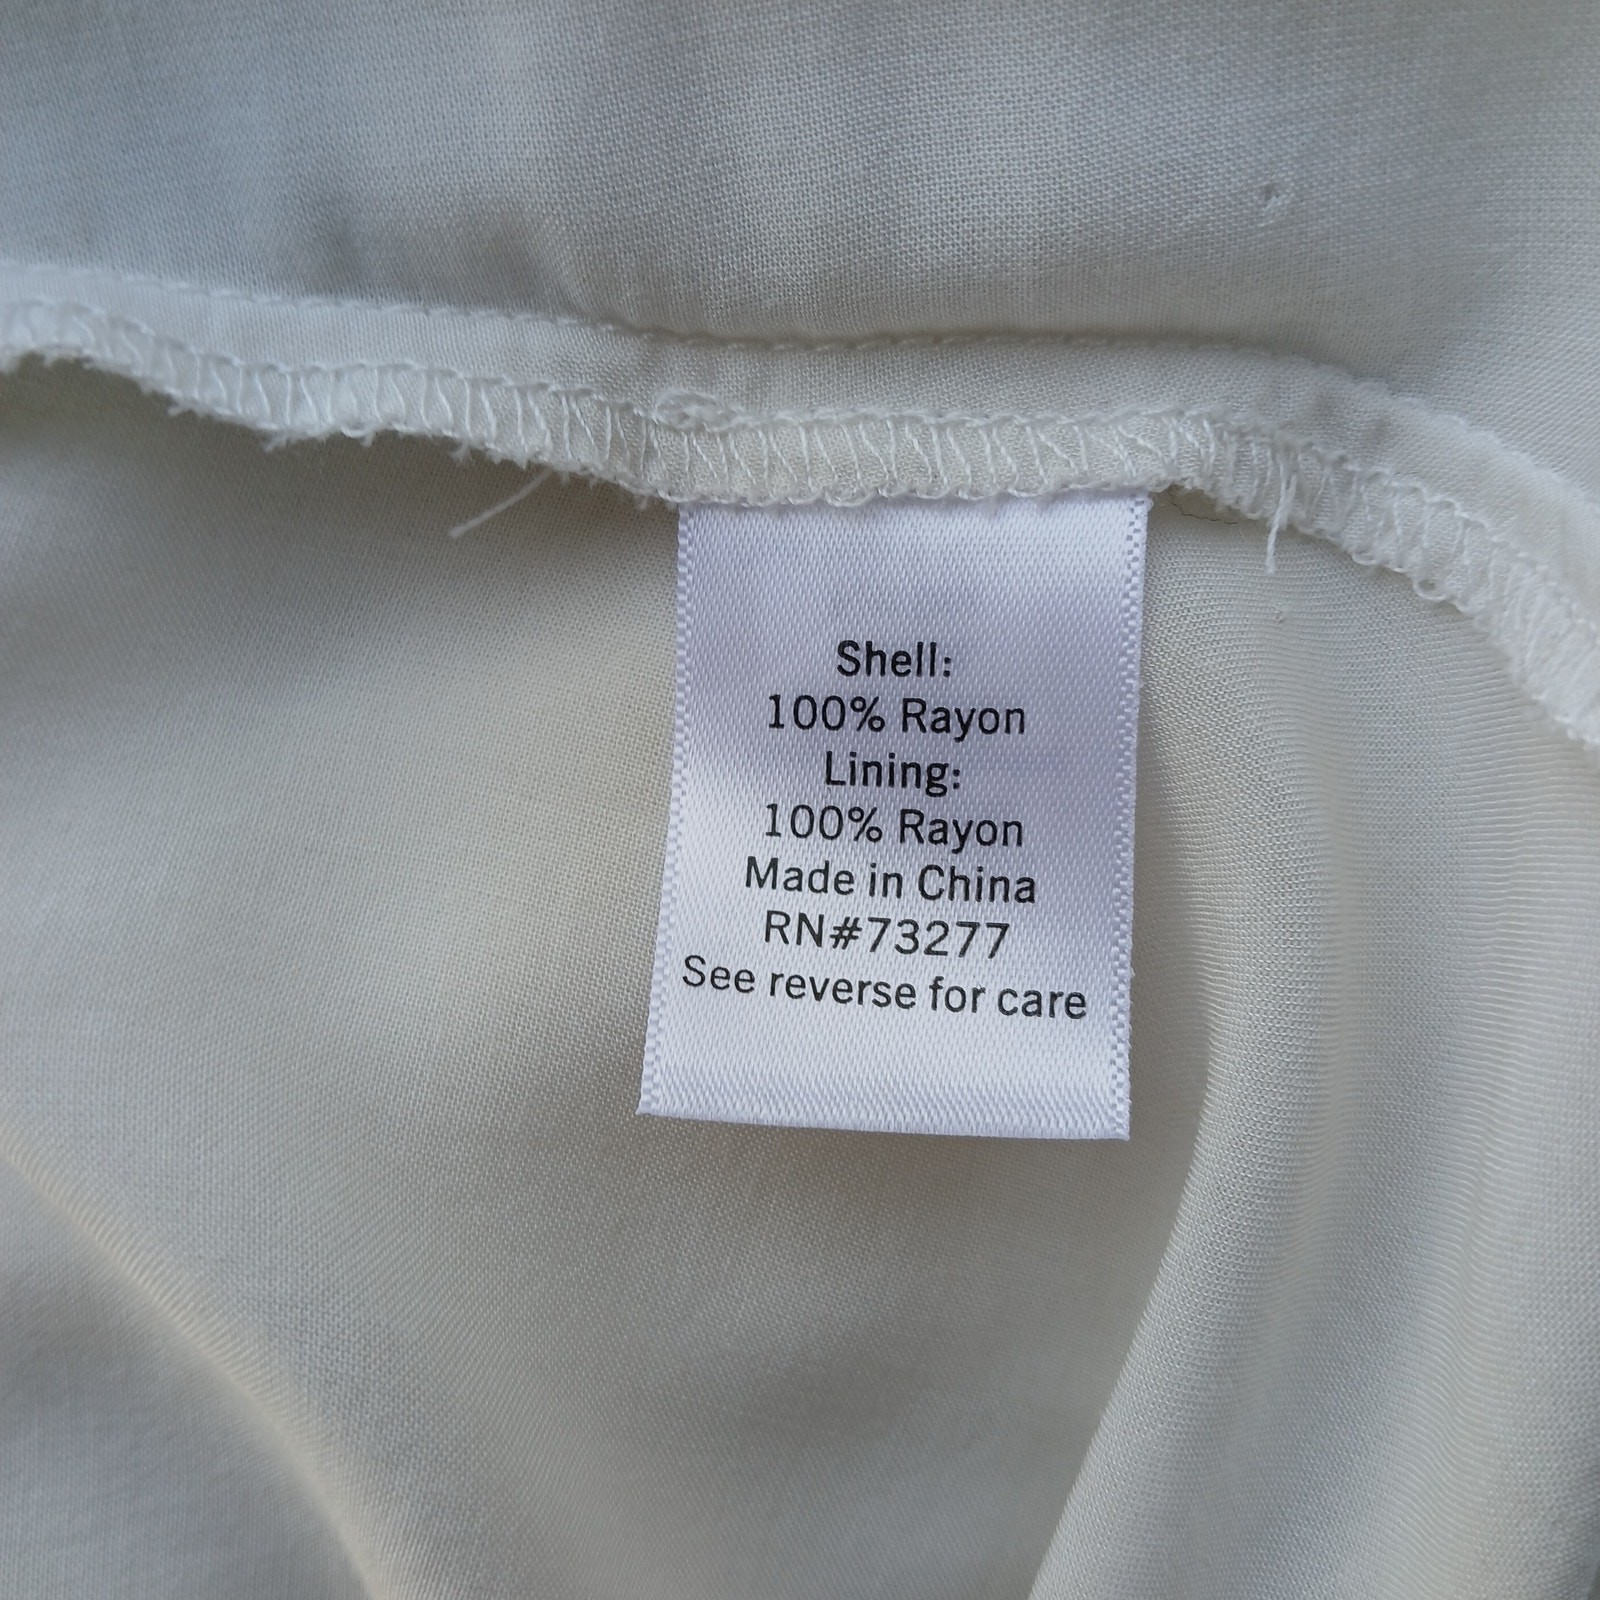 Shell:
100% Rayon
Lining:
100% Rayon
Made in China
RN#73277
See reverse for care